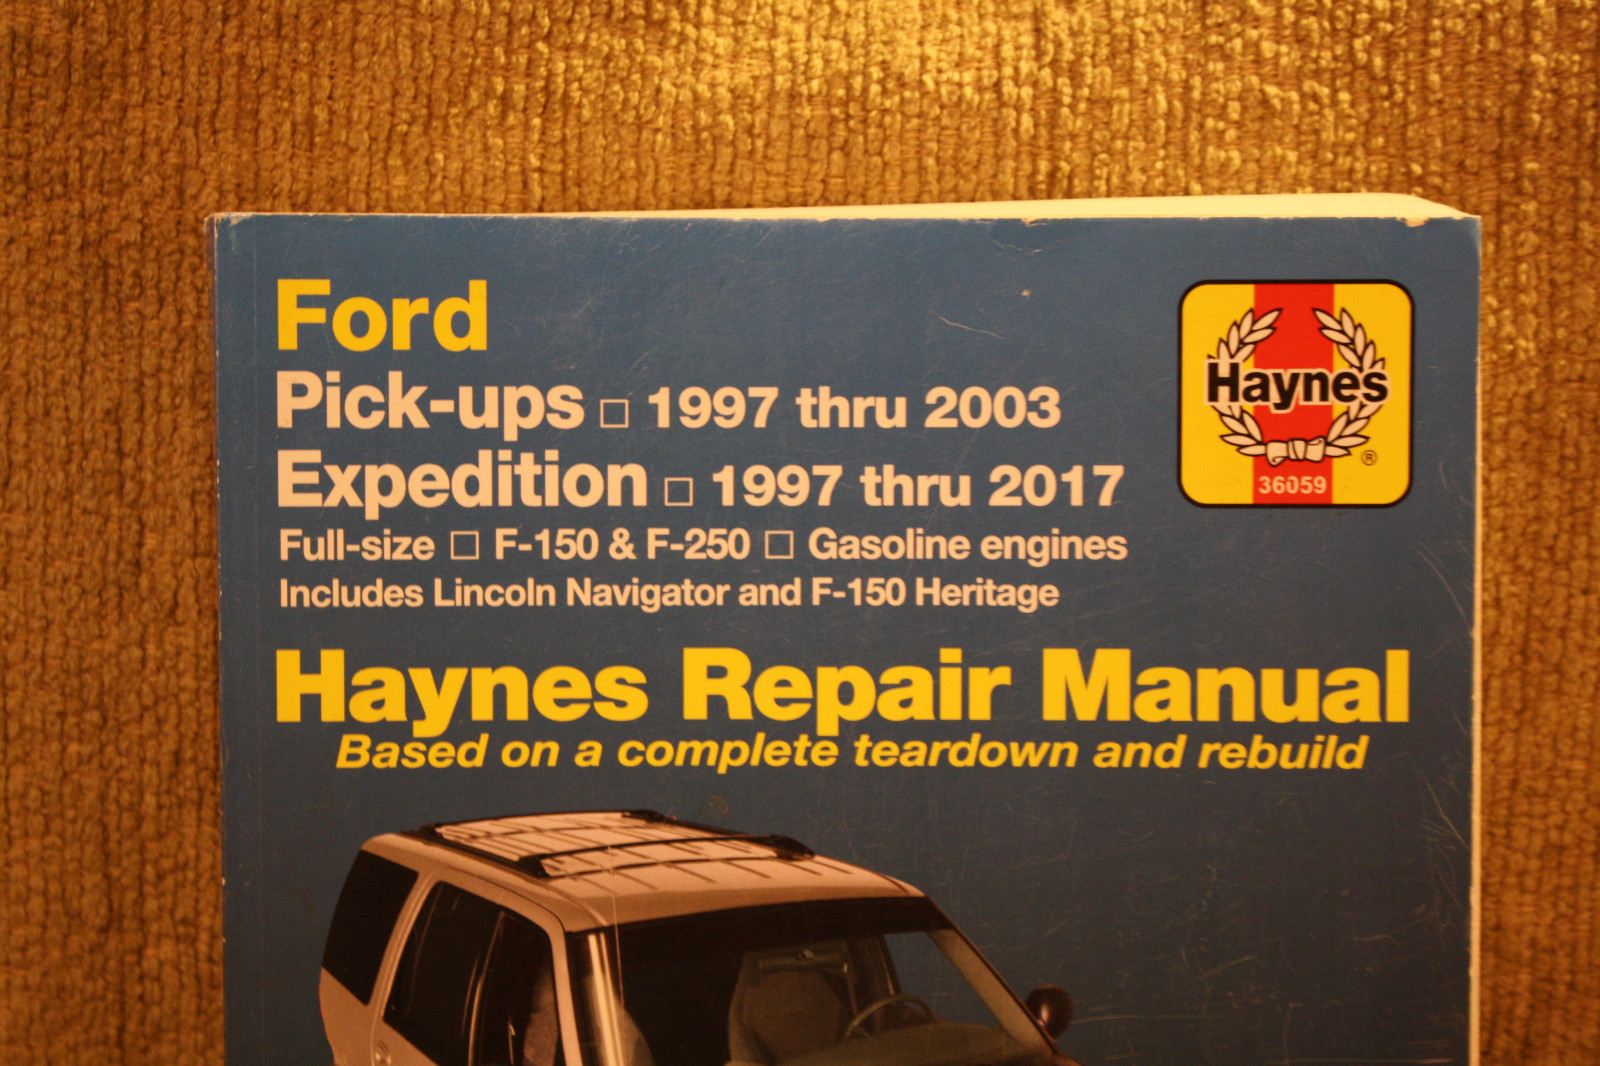 Ford
Pick-ups □ 1997 thru 2003
Expedition □ 1997 thru 2017
Full-size □ F-150 & F-250 □ Gasoline engines
Includes Lincoln Navigator and F-150 Heritage
Haynes
®
36059
Haynes Repair Manual
Based on a complete teardown and rebuild